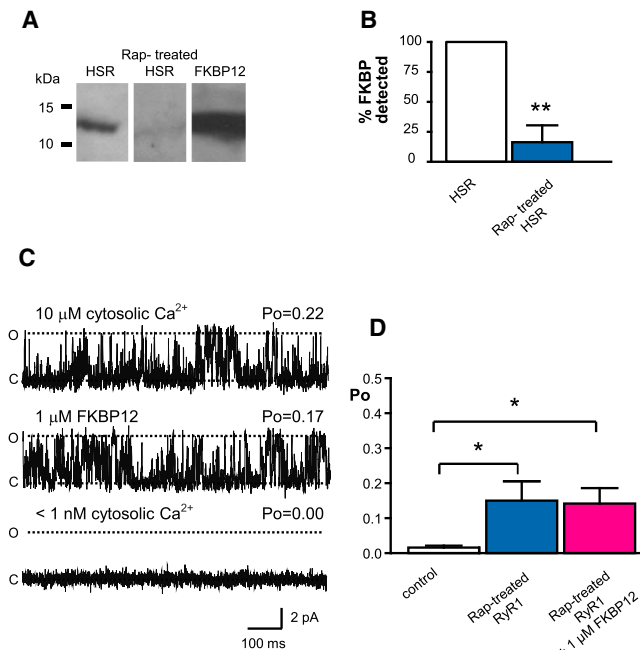 A
Rap- treated
kDa
HSR
HSR
FKBP12
15
10
B
% FKBP
detected
100
75
50
25
0
**
HSR
Rap- treated
HSR
C
10 μM cytosolic Ca2+
Po=0.22
O
C
1 μM FKBP12
Po=0.17
O
C
< 1 nM cytosolic Ca2+
Po=0.00
O
C
2 pA
100 ms
D
Po
0.5
0.4
0.3
0.2
0.1
0.0
*
*
control
Rap-treated
RyR1
Rap-treated
RyR1
1 μM FKBP12